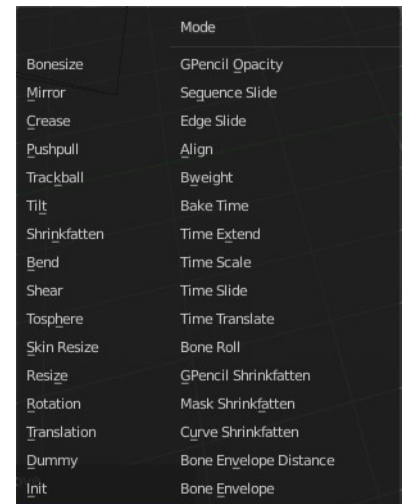 Mode
Bonesize
Mirror
Crease
Pushpull
Trackball
Tilt
Shrinkfatten
Bend
Shear
Tosphere
Skin Resize
Resize
Rotation
Translation
Dummy
Init
GPencil Opacity
Sequence Slide
Edge Slide
Align
Bweight
Bake Time
Time Extend
Time Scale
Time Slide
Time Translate
Bone Roll
GPencil Shrinkfatten
Mask Shrinkfatten
Curve Shrinkfatten
Bone Envelope Distance
Bone Envelope